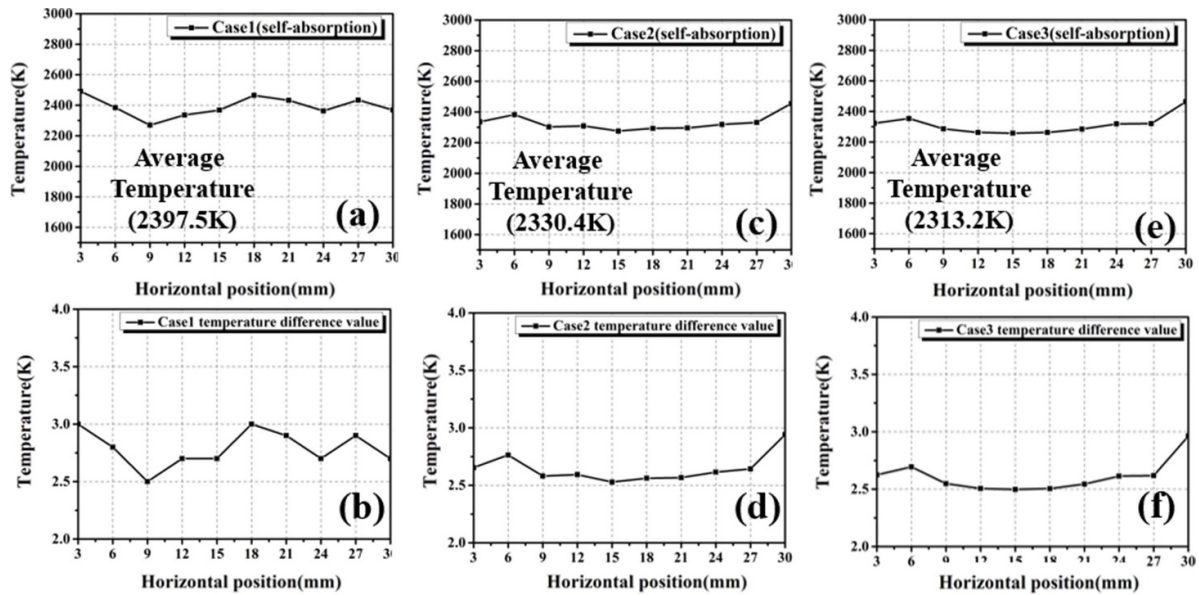 Case1(self-absorption)
Temperature(K)
3000
2800
2600
2400
2200
2000
1800
1600
Average
Temperature
(2397.5K)
(a)
3 6 9 12 15 18 21 24 27 30
Horizontal position(mm)
Case2(self-absorption)
Temperature(K)
3000
2800
2600
2400
2200
2000
1800
1600
Average
Temperature
(2330.4K)
(c)
3 6 9 12 15 18 21 24 27 30
Horizontal position(mm)
Case3(self-absorption)
Temperature(K)
3000
2800
2600
2400
2200
2000
1800
1600
Average
Temperature
(2313.2K)
(e)
3 6 9 12 15 18 21 24 27 30
Horizontal position(mm)
Case1 temperature difference value
Temperature(K)
4.0
3.5
3.0
2.5
2.0
(b)
3 6 9 12 15 18 21 24 27 30
Horizontal position(mm)
Case2 temperature difference value
Temperature(K)
4.0
3.5
3.0
2.5
2.0
(d)
3 6 9 12 15 18 21 24 27 30
Horizontal position(mm)
Case3 temperature difference value
Temperature(K)
4.0
3.5
3.0
2.5
2.0
(f)
3 6 9 12 15 18 21 24 27 30
Horizontal position(mm)